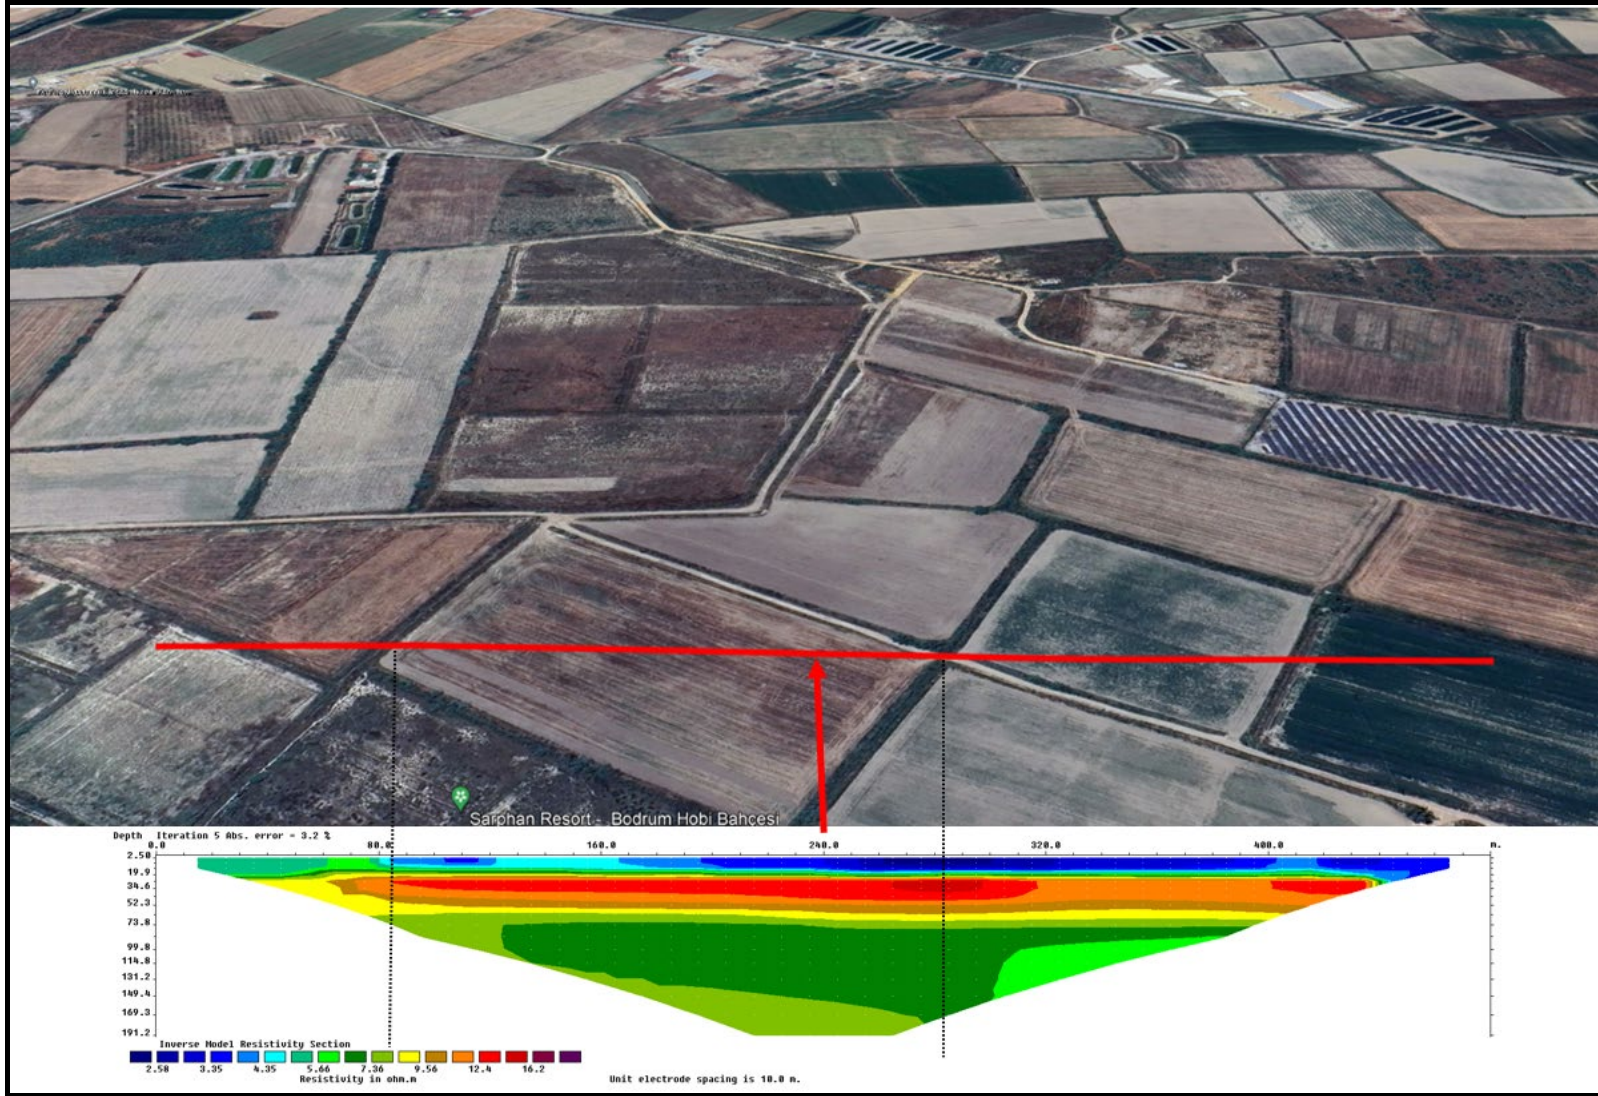 Sarphan Resort - Bodrum Hobi Bahçesi
Depth Iteration 5 Abs. error = 3.2 %
0.0 80.0 160.0 240.0 320.0 400.0 m.
2.50
19.9
34.6
52.3
73.8
99.8
114.8
131.2
149.4
169.3
191.2
Inverse Model Resistivity Section
2.58 3.35 4.35 5.66 7.36 9.56 12.4 16.2
Resistivity in ohm.m Unit electrode spacing is 10.0 m.